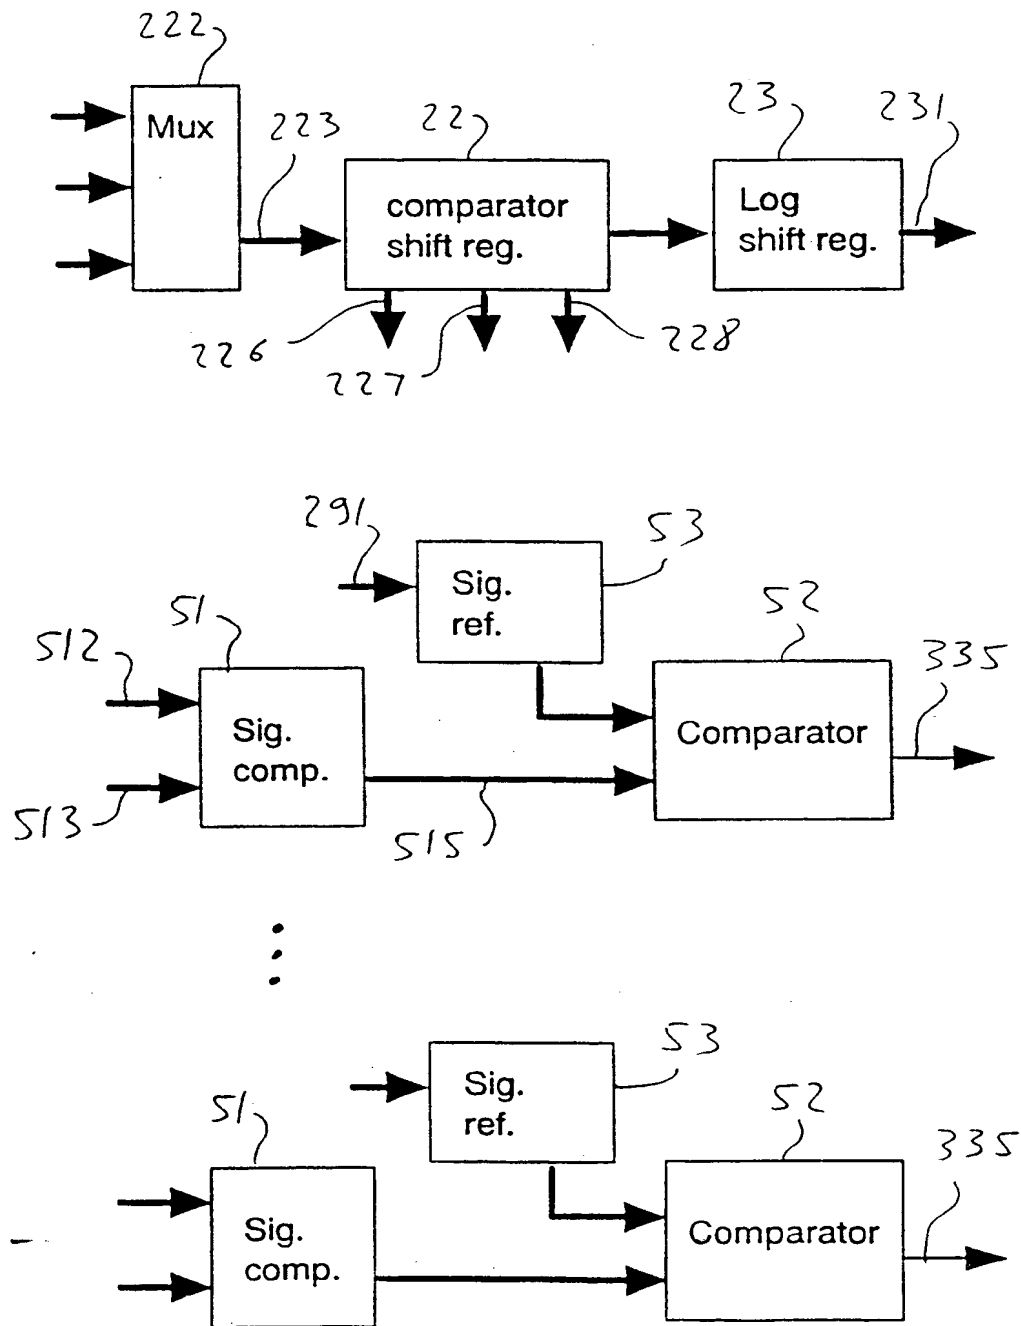 222
Mux
223
22
comparator
shift reg.
23
Log
shift reg.
231
226
227
228
291
Sig.
ref.
53
51
512
513
Sig.
comp.
515
52
Comparator
335
Sig.
ref.
53
51
Sig.
comp.
52
Comparator
335